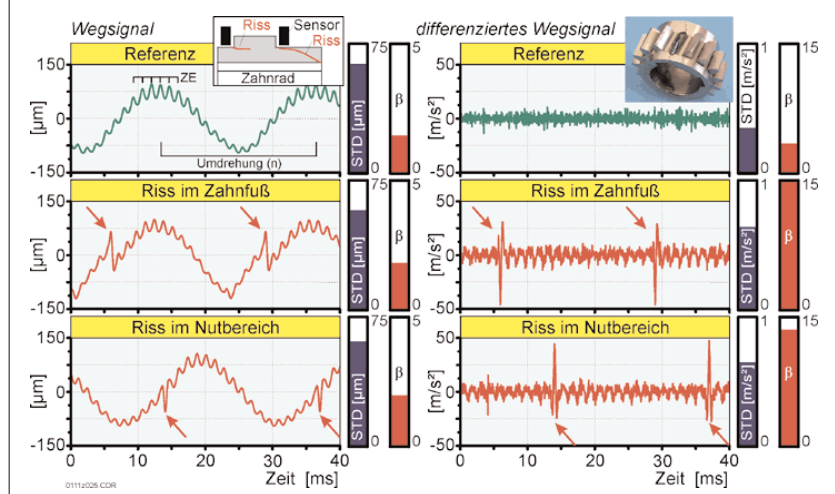 Wegsignal
differenziertes Wegsignal
Riss Sensor
Riss
Zahnrad
Referenz
150
0
-150
[µm]
ZE
Umdrehung (n)
75
STD [µm]
0
5
β
0
Referenz
50
0
-50
[m/s²]
1
STD [m/s²]
0
15
β
0
Riss im Zahnfuß
150
0
-150
[µm]
75
STD [µm]
0
5
β
0
Riss im Zahnfuß
50
0
-50
[m/s²]
1
STD [m/s²]
0
15
β
0
Riss im Nutbereich
150
0
-150
[µm]
75
STD [µm]
0
5
β
0
Riss im Nutbereich
50
0
-50
[m/s²]
1
STD [m/s²]
0
15
β
0
0 10 20 30 40
Zeit [ms]
0 10 20 30 40
Zeit [ms]
0111z025.CDR